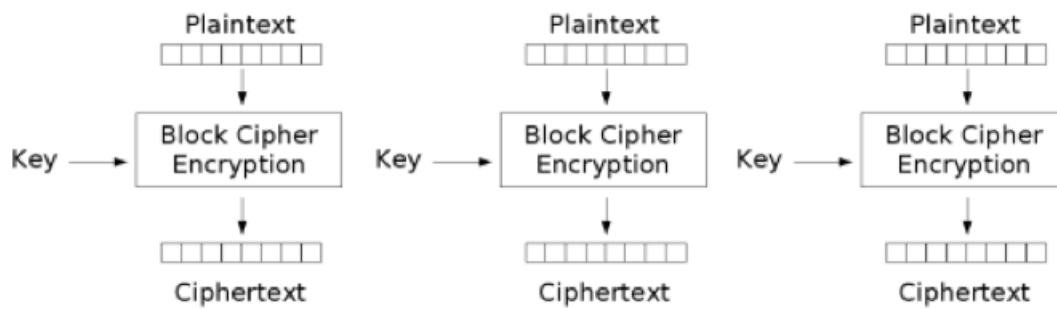 Plaintext
Plaintext
Plaintext
Key
Block Cipher
Encryption
Key
Block Cipher
Encryption
Key
Block Cipher
Encryption
Ciphertext
Ciphertext
Ciphertext